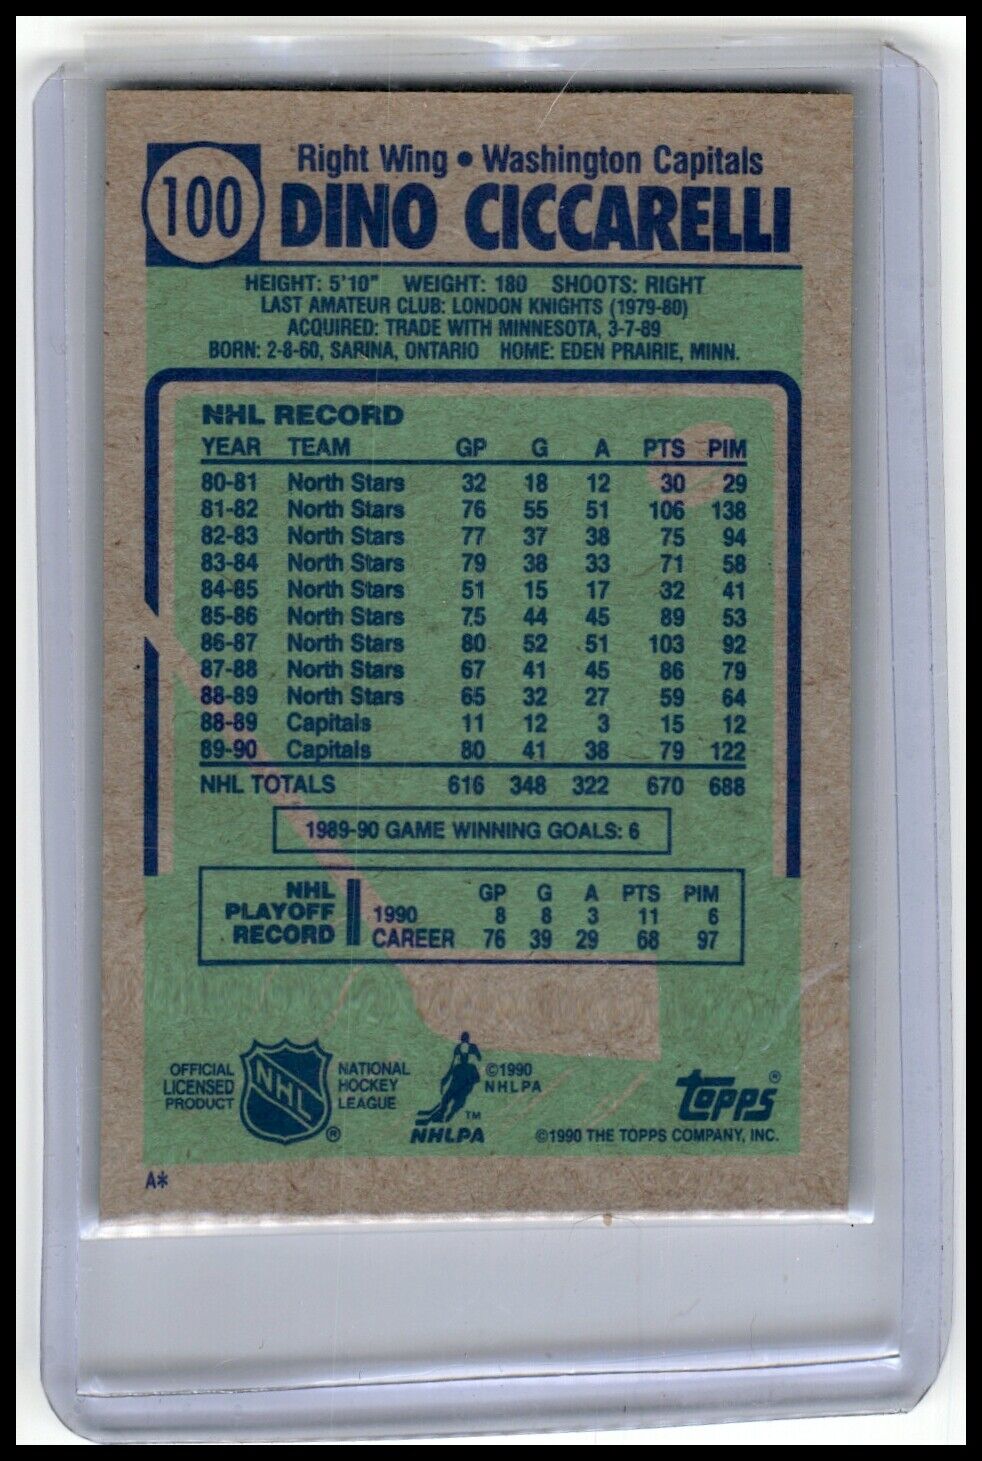 100
Right Wing • Washington Capitals
DINO CICCARELLI
HEIGHT: 5'10" WEIGHT: 180 SHOOTS: RIGHT
LAST AMATEUR CLUB: LONDON KNIGHTS (1979-80)
ACQUIRED: TRADE WITH MINNESOTA, 3-7-89
BORN: 2-8-60, SARINA, ONTARIO HOME: EDEN PRAIRIE, MINN.
NHL RECORD
YEAR TEAM GP G A PTS PIM
80-81 North Stars 32 18 12 30 29
81-82 North Stars 76 55 51 106 138
82-83 North Stars 77 37 38 75 94
83-84 North Stars 79 38 33 71 58
84-85 North Stars 51 15 17 32 41
85-86 North Stars 75 44 45 89 53
86-87 North Stars 80 52 51 103 92
87-88 North Stars 67 41 45 86 79
88-89 North Stars 65 32 27 59 64
88-89 Capitals 11 12 3 15 12
89-90 Capitals 80 41 38 79 122
NHL TOTALS 616 348 322 670 688
1989-90 GAME WINNING GOALS: 6
NHL PLAYOFF RECORD
GP G A PTS PIM
1990 8 8 3 11 6
CAREER 76 39 29 68 97
OFFICIAL LICENSED PRODUCT
NHL ®
NATIONAL HOCKEY LEAGUE
©1990 NHLPA
™
NHLPA
TOPPS ®
©1990 THE TOPPS COMPANY, INC.
A*